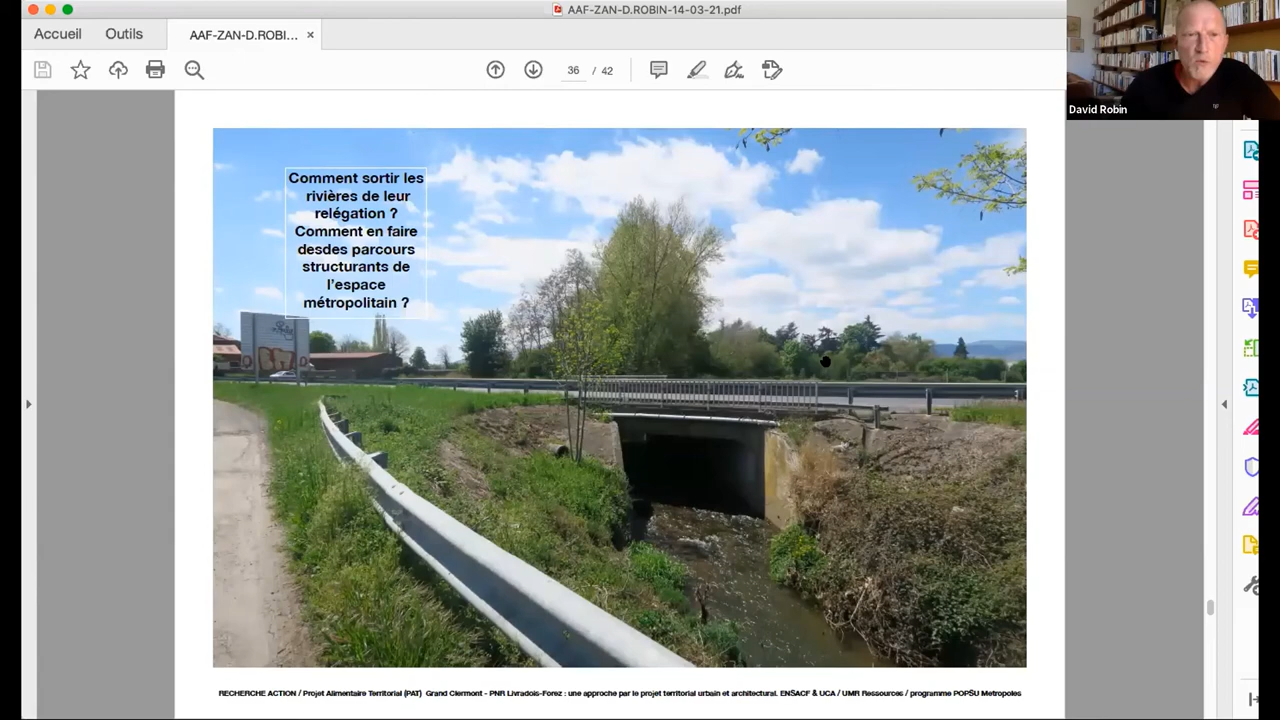 AAF-ZAN-D.ROBIN-14-03-21.pdf
Accueil
Outils
AAF-ZAN-D.ROBI...
36 / 42
David Robin
Comment sortir les
rivières de leur
relégation ?
Comment en faire
desdes parcours
structurants de
l'espace
métropolitain ?
RECHERCHE ACTION / Projet Alimentaire Territorial (PAT) Grand Clermont - PNR Livradois-Forez : une approche par le projet territorial urbain et architectural. ENSACF & UCA / UMR Ressources / programme POPSU Metropoles